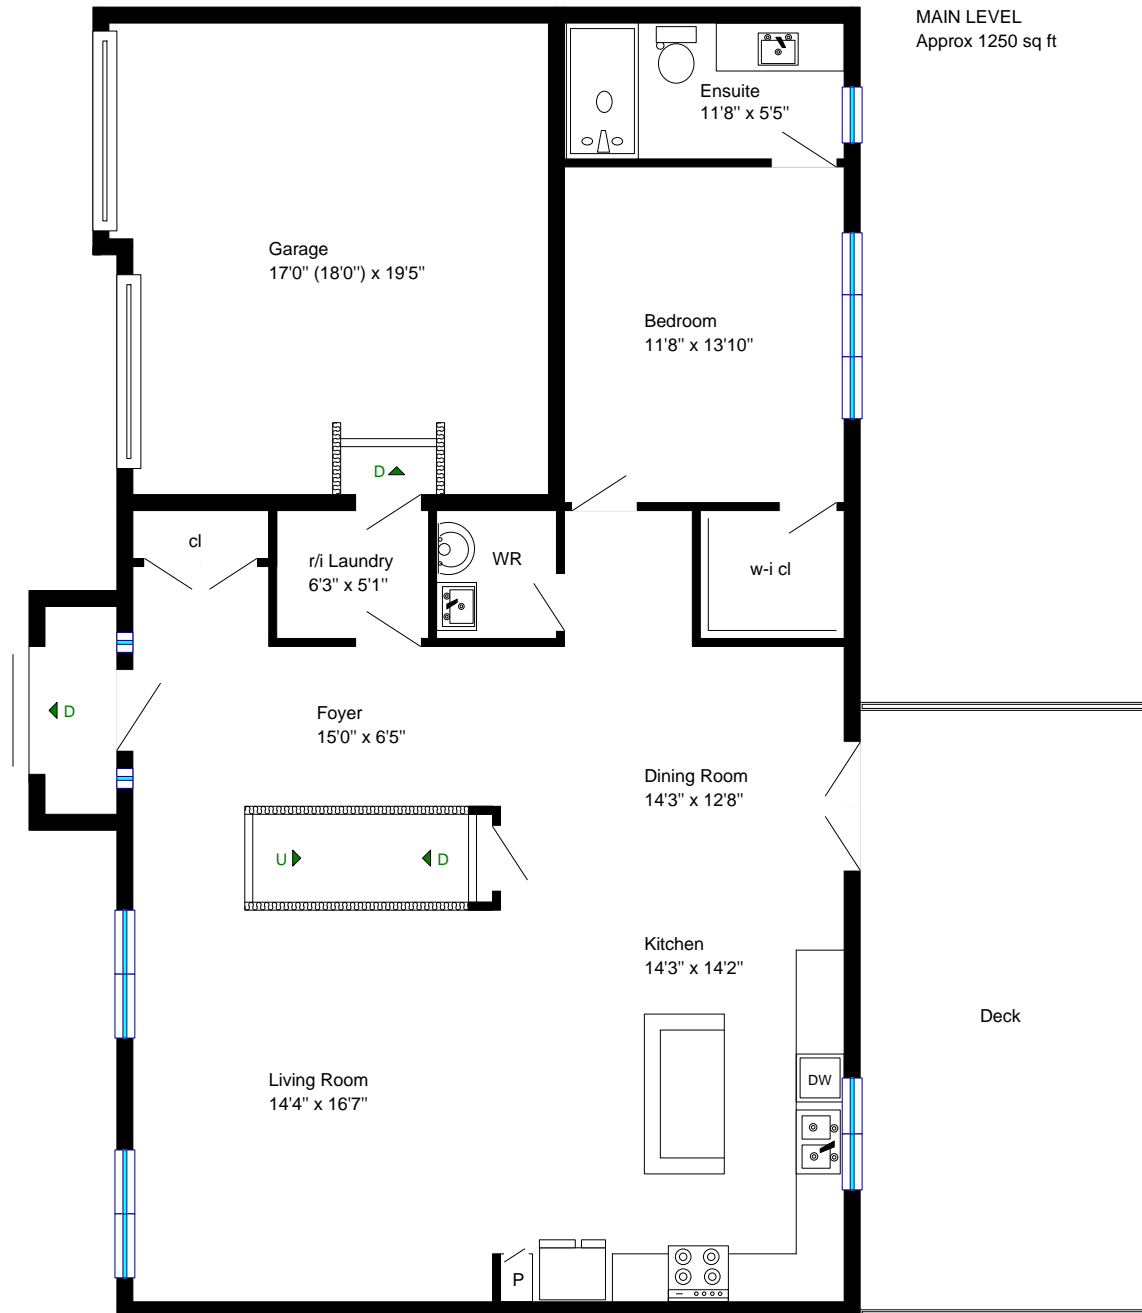 MAIN LEVEL
Approx 1250 sq ft
Ensuite
11'8" x 5'5"
Garage
17'0" (18'0") x 19'5"
Bedroom
11'8" x 13'10"
D
cl
r/i Laundry
6'3" x 5'1"
WR
w-i cl
D
Foyer
15'0" x 6'5"
Dining Room
14'3" x 12'8"
U
D
Kitchen
14'3" x 14'2"
Deck
Living Room
14'4" x 16'7"
DW
P